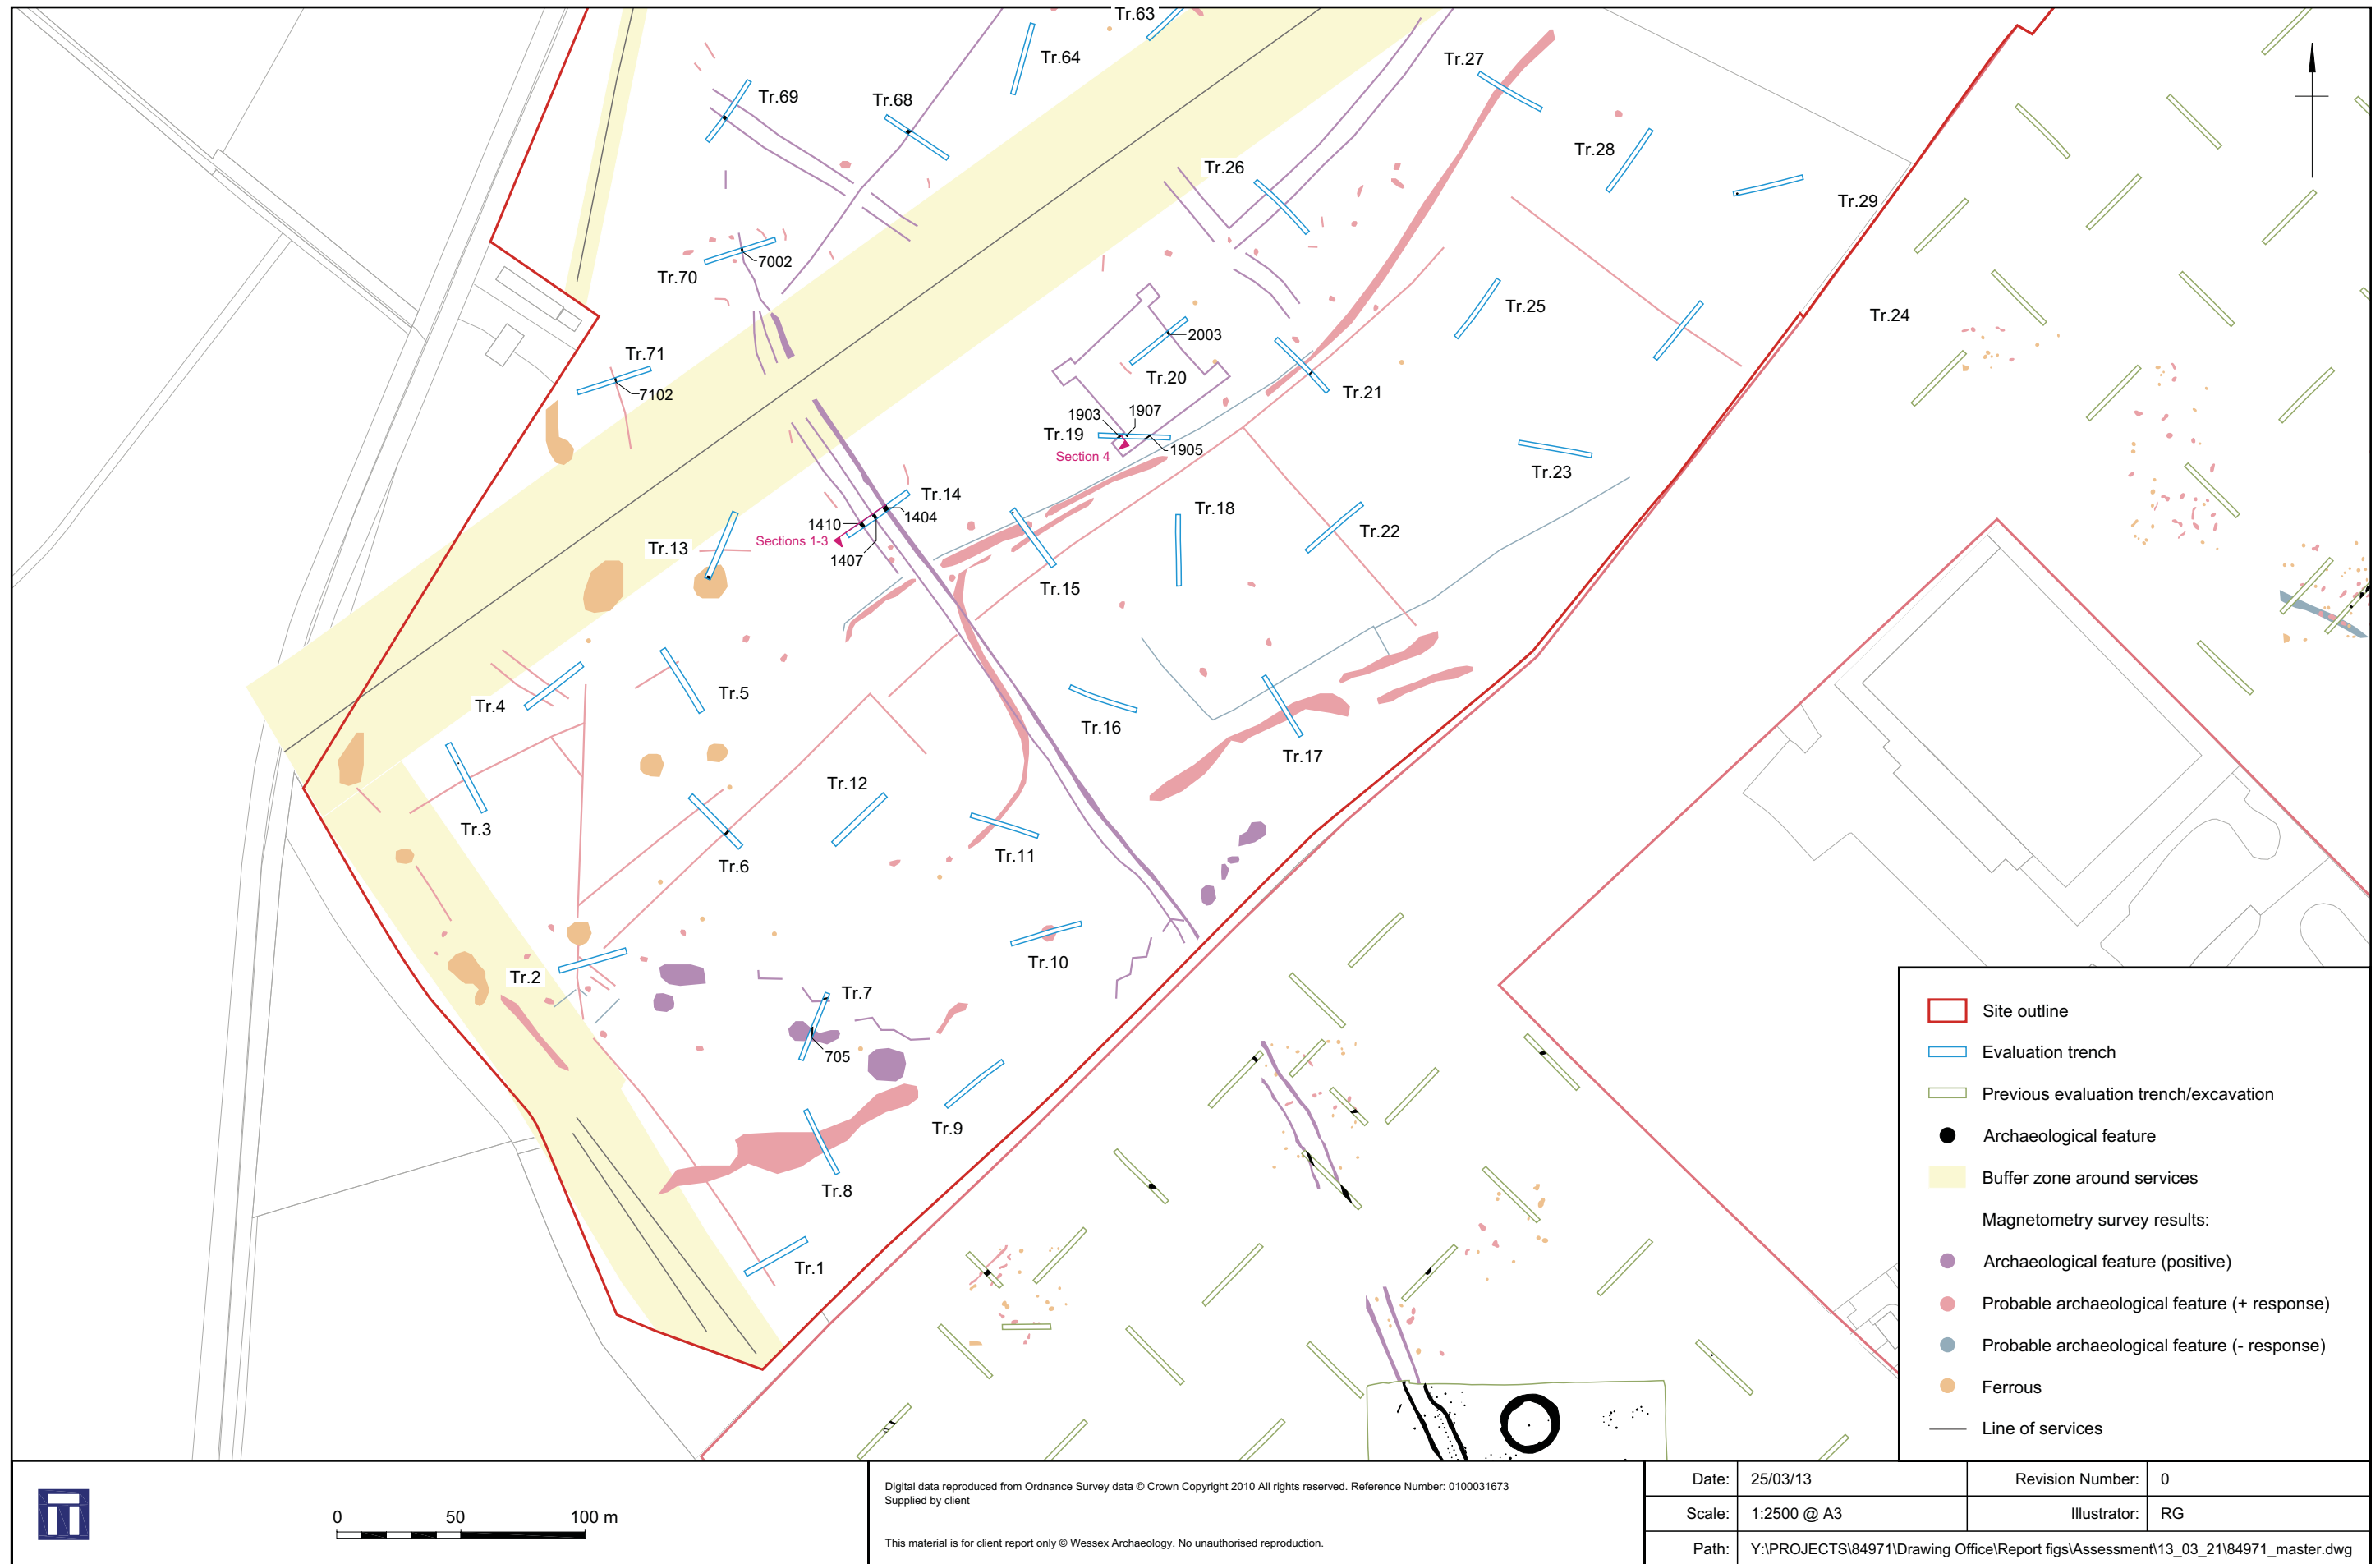 Tr.63
Tr.64
Tr.27
Tr.69
Tr.68
Tr.28
Tr.26
Tr.29
7002
Tr.70
Tr.25
Tr.24
2003
Tr.71
Tr.20
7102
Tr.21
1903
1907
Tr.19
1905
Section 4
Tr.23
Tr.14
1410
1404
Tr.18
Tr.22
Sections 1-3
Tr.13
1407
Tr.15
Tr.5
Tr.4
Tr.16
Tr.17
Tr.12
Tr.3
Tr.11
Tr.6
Tr.2
Tr.10
Tr.7
705
Tr.9
Tr.8
Tr.1
Site outline
Evaluation trench
Previous evaluation trench/excavation
Archaeological feature
Buffer zone around services
Magnetometry survey results:
Archaeological feature (positive)
Probable archaeological feature (+ response)
Probable archaeological feature (- response)
Ferrous
Line of services
0 50 100 m
Digital data reproduced from Ordnance Survey data © Crown Copyright 2010 All rights reserved. Reference Number: 0100031673
Supplied by client
This material is for client report only © Wessex Archaeology. No unauthorised reproduction.
Date: 25/03/13 Revision Number: 0
Scale: 1:2500 @ A3 Illustrator: RG
Path: Y:\PROJECTS\84971\Drawing Office\Report figs\Assessment\13_03_21\84971_master.dwg